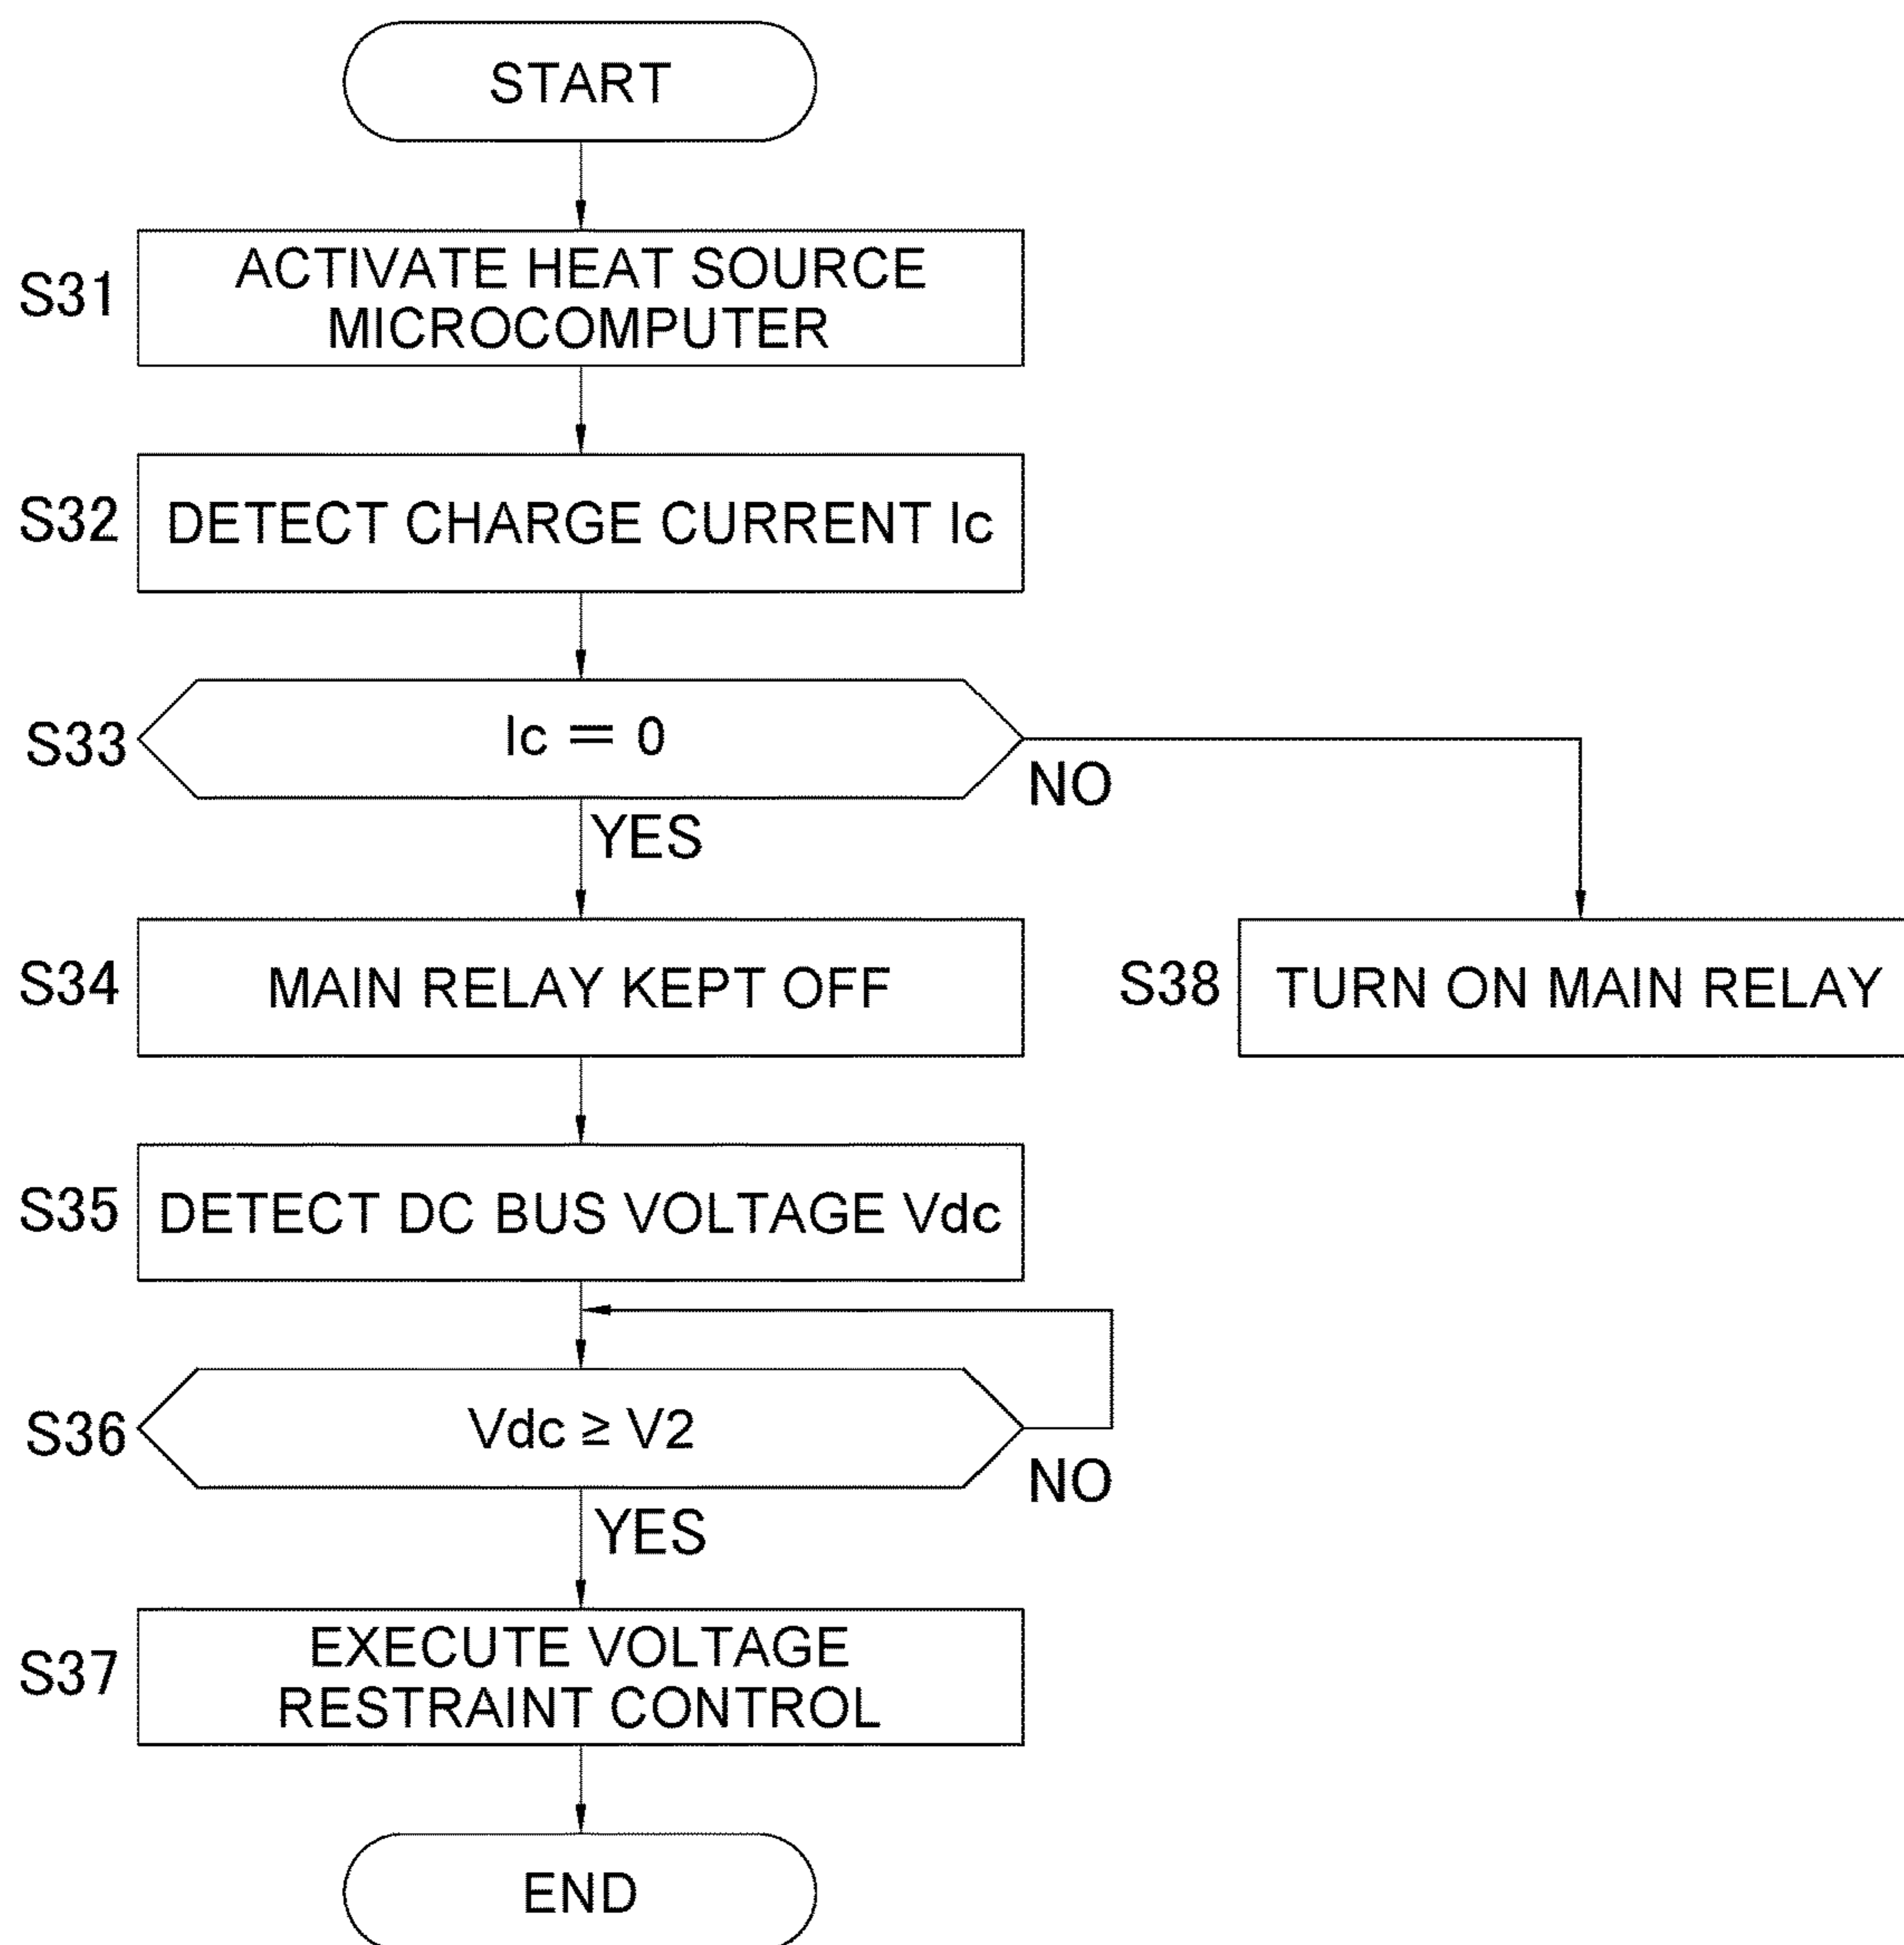 START
S31
ACTIVATE HEAT SOURCE
MICROCOMPUTER
S32
DETECT CHARGE CURRENT Ic
S33
Ic = 0
NO
YES
S34
MAIN RELAY KEPT OFF
S38
TURN ON MAIN RELAY
S35
DETECT DC BUS VOLTAGE Vdc
S36
Vdc ≥ V2
NO
YES
S37
EXECUTE VOLTAGE
RESTRAINT CONTROL
END